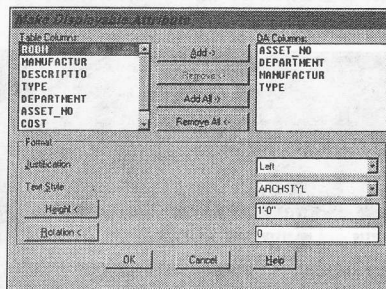 Make Displayable Attribute
Table Columns:
ROOM
MANUFACTUR
DESCRIPTIO
TYPE
DEPARTMENT
ASSET_NO
COST
Add ->
Remove <-
Add All ->
Remove All <-
DA Columns:
ASSET_NO
DEPARTMENT
MANUFACTUR
TYPE
Format
Justification
Left
Text Style
ARCHSTYL
Height <
1'-0"
Rotation <
0
OK
Cancel
Help